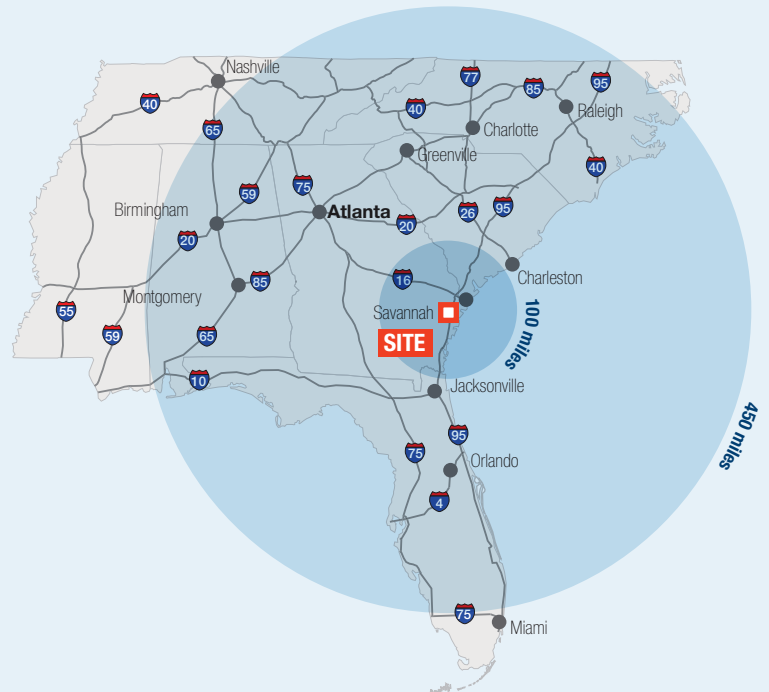 Nashville
77
95
85
40
40
Raleigh
65
Charlotte
Greenville
40
75
59
Atlanta
26
95
Birmingham
20
20
16
Charleston
85
Montgomery
Savannah
SITE
100 miles
55
59
65
10
Jacksonville
450 miles
95
75
Orlando
4
75
Miami